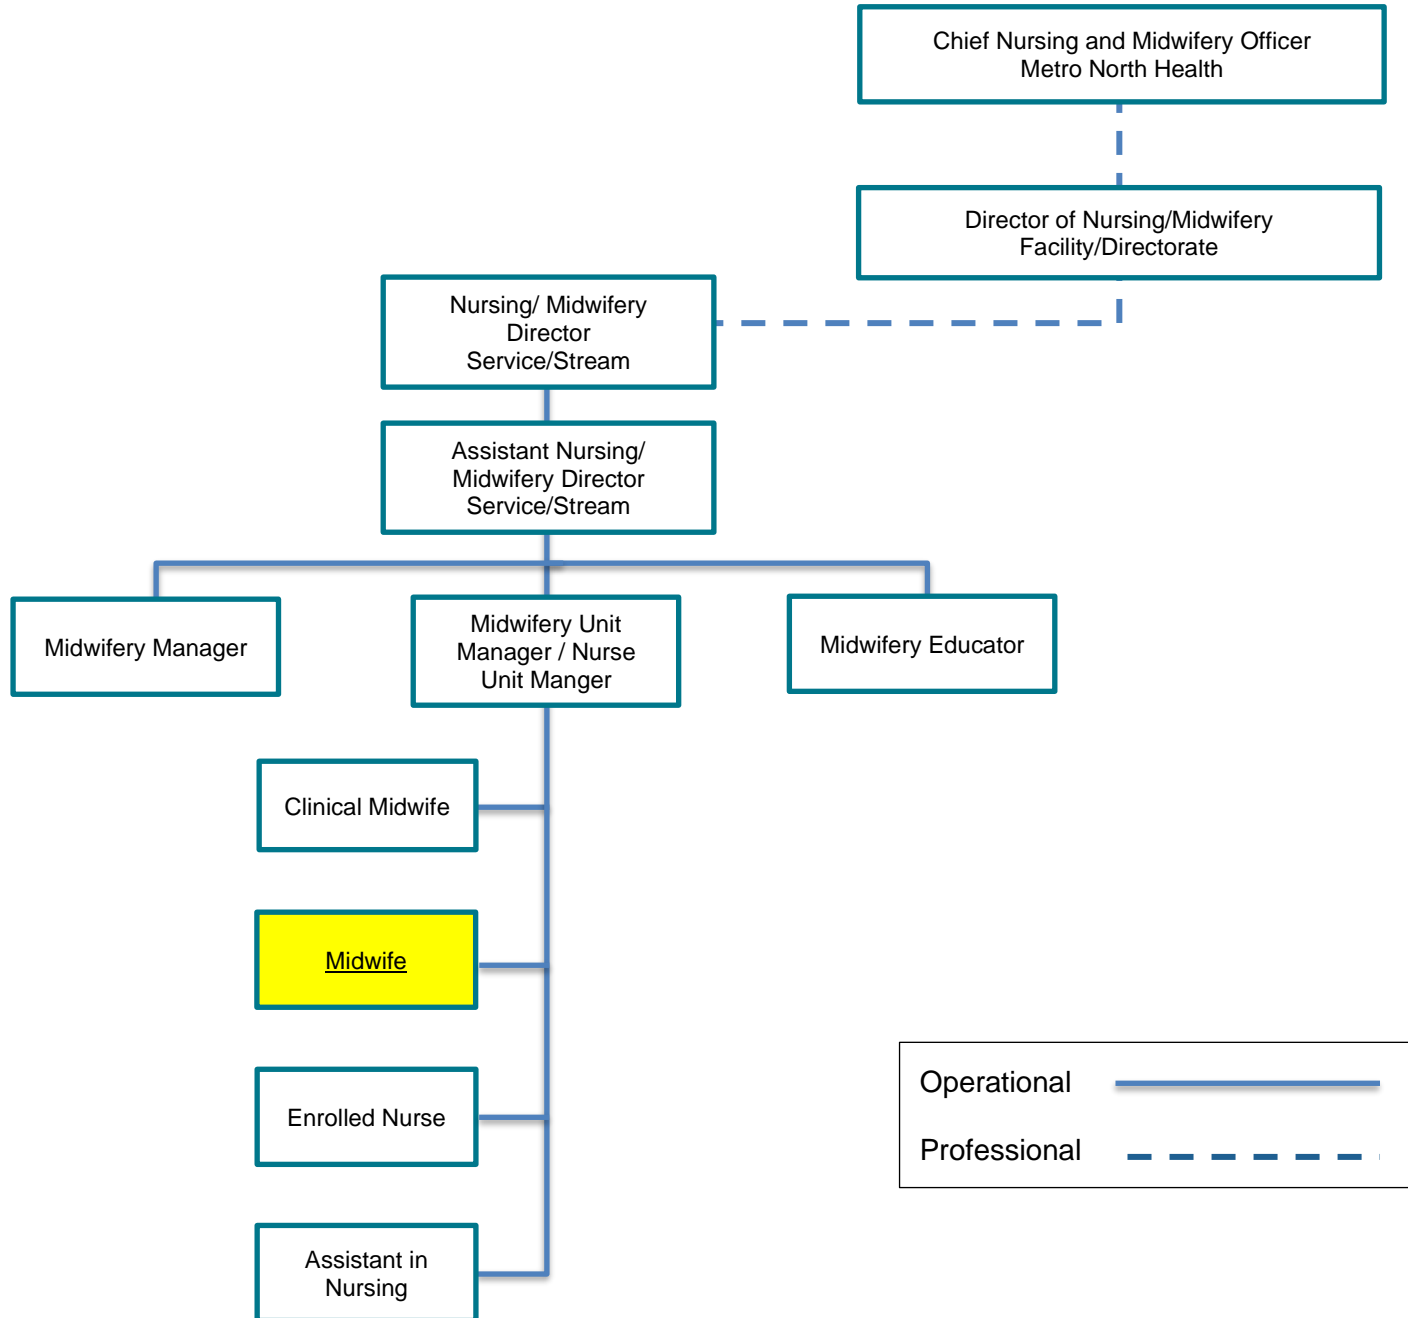 Chief Nursing and Midwifery Officer
Metro North Health
Director of Nursing/Midwifery
Facility/Directorate
Nursing/ Midwifery
Director
Service/Stream
Assistant Nursing/
Midwifery Director
Service/Stream
Midwifery Manager
Midwifery Unit
Manager / Nurse
Unit Manger
Midwifery Educator
Clinical Midwife
Midwife
Enrolled Nurse
Assistant in
Nursing
Operational
Professional